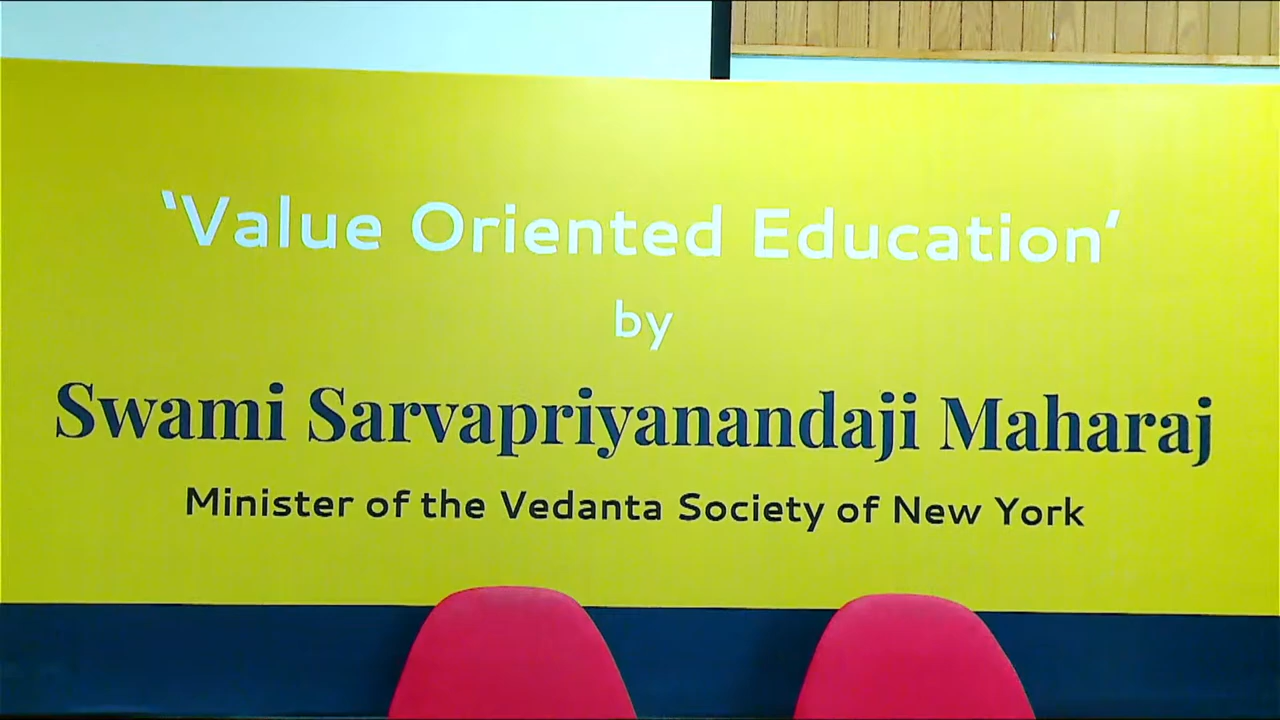 ‘Value Oriented Education’
by
Swami Sarvapriyanandaji Maharaj
Minister of the Vedanta Society of New York